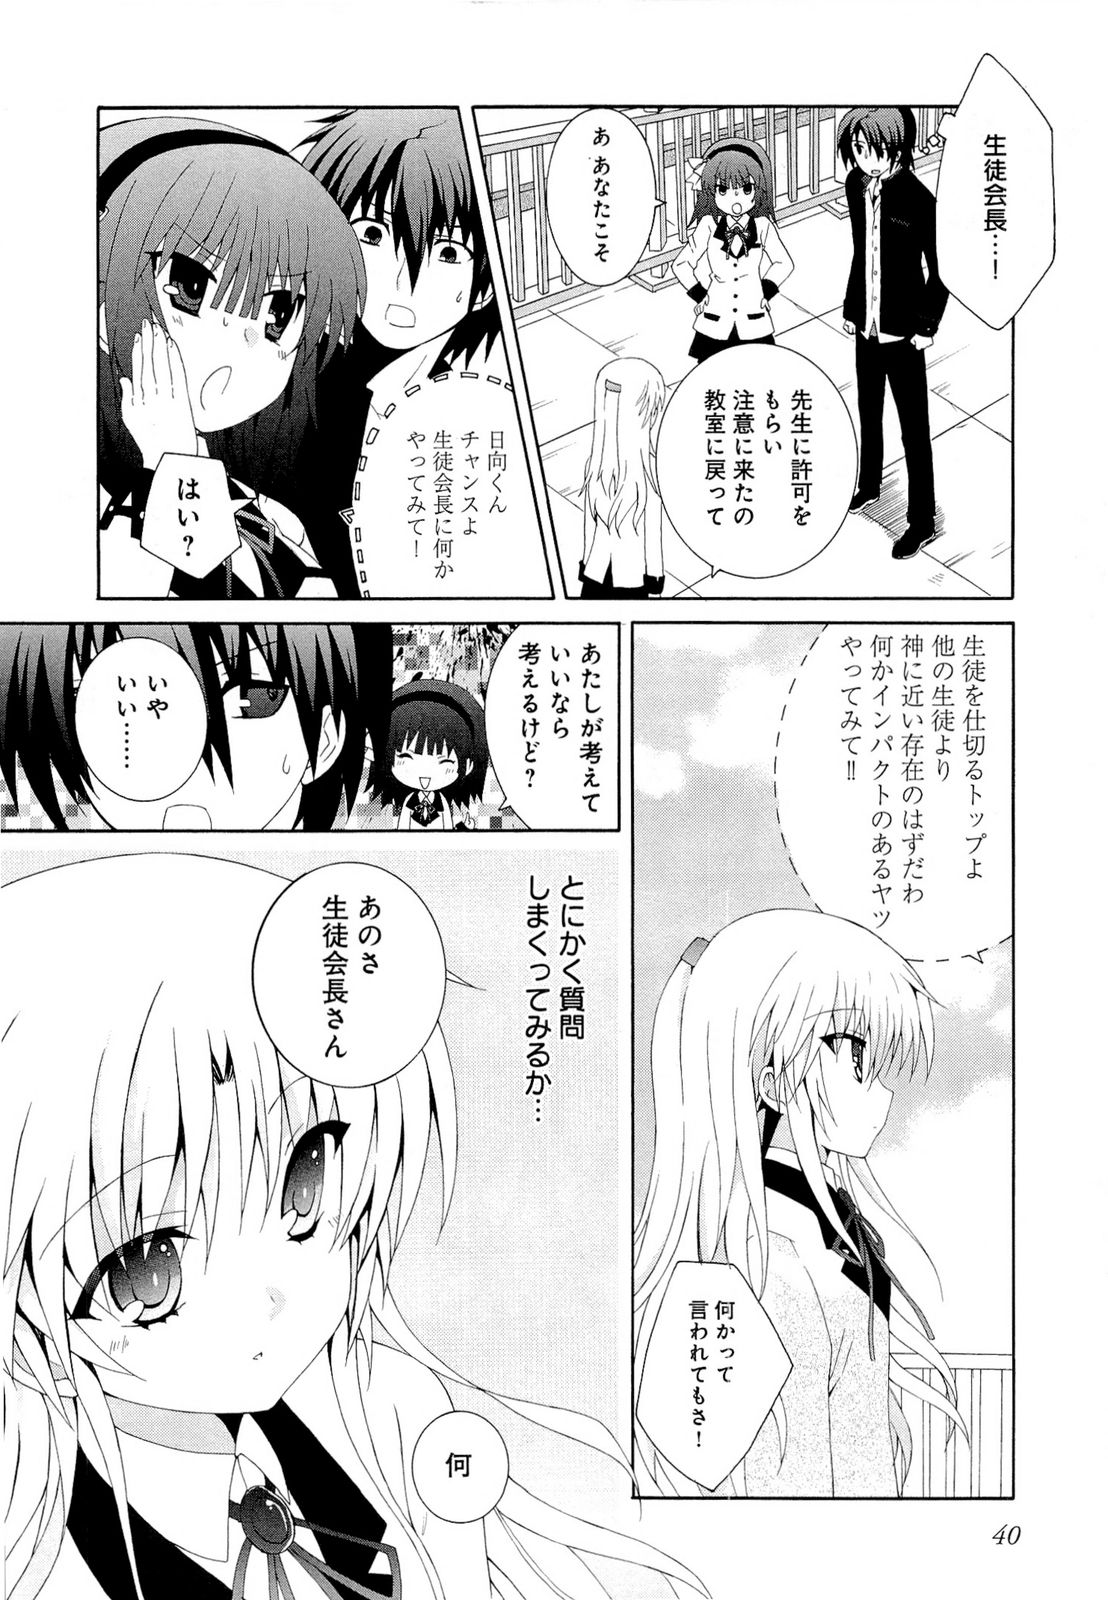 生徒会長…!
あ あなたこそ
先生に許可を
もらい
注意に来たの
教室に戻って
日向くん
チャンスよ
生徒会長に何か
やってみて!
はい?
生徒を仕切るトップよ
他の生徒より
神に近い存在のはずだわ
何かインパクトのあるヤツ
やってみて!!
何かって
言われてもさ!
あたしが考えて
いいなら
考えるけど?
いや
いい……
とにかく質問
しまくってみるか…
あのさ
生徒会長さん
何
40